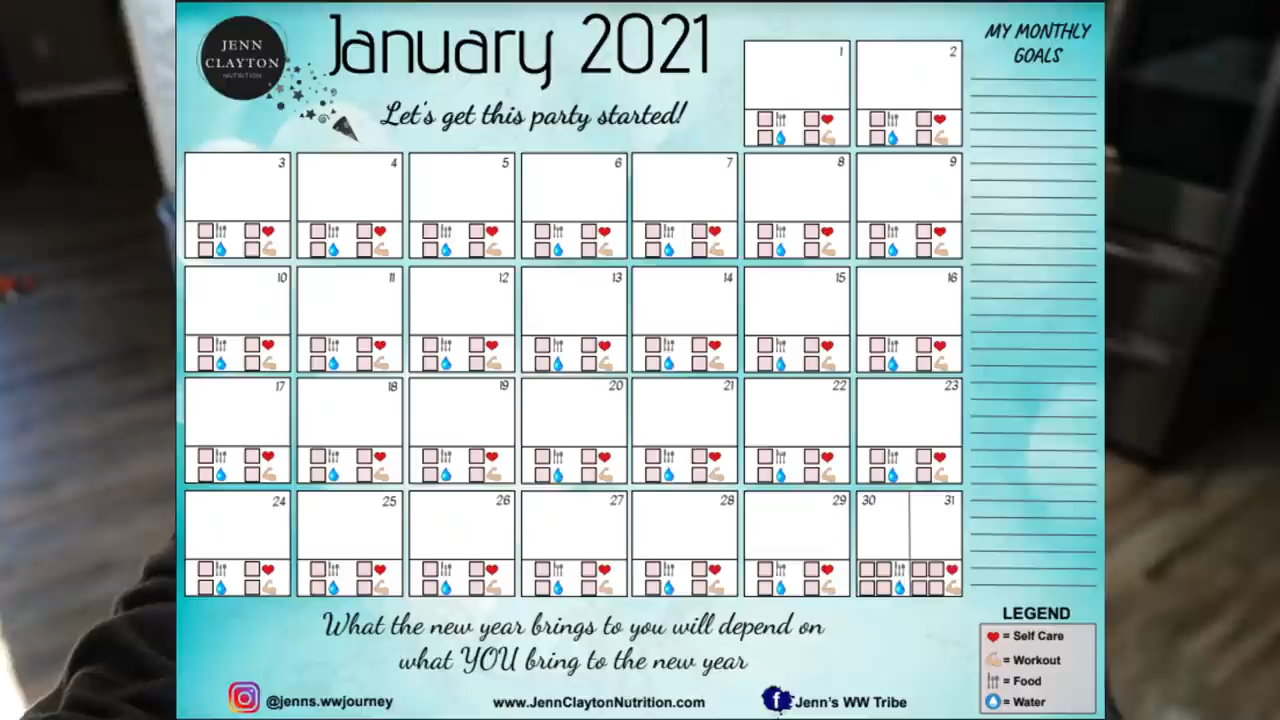 JENN
CLAYTON
NUTRITION
January 2021
Let's get this party started!
MY MONTHLY
GOALS
1 2
3 4 5 6 7 8 9
10 11 12 13 14 15 16
17 18 19 20 21 22 23
24 25 26 27 28 29 30 31
What the new year brings to you will depend on
what YOU bring to the new year
LEGEND
= Self Care
= Workout
= Food
= Water
@jenns.wwjourney
www.JennClaytonNutrition.com
Jenn's WW Tribe